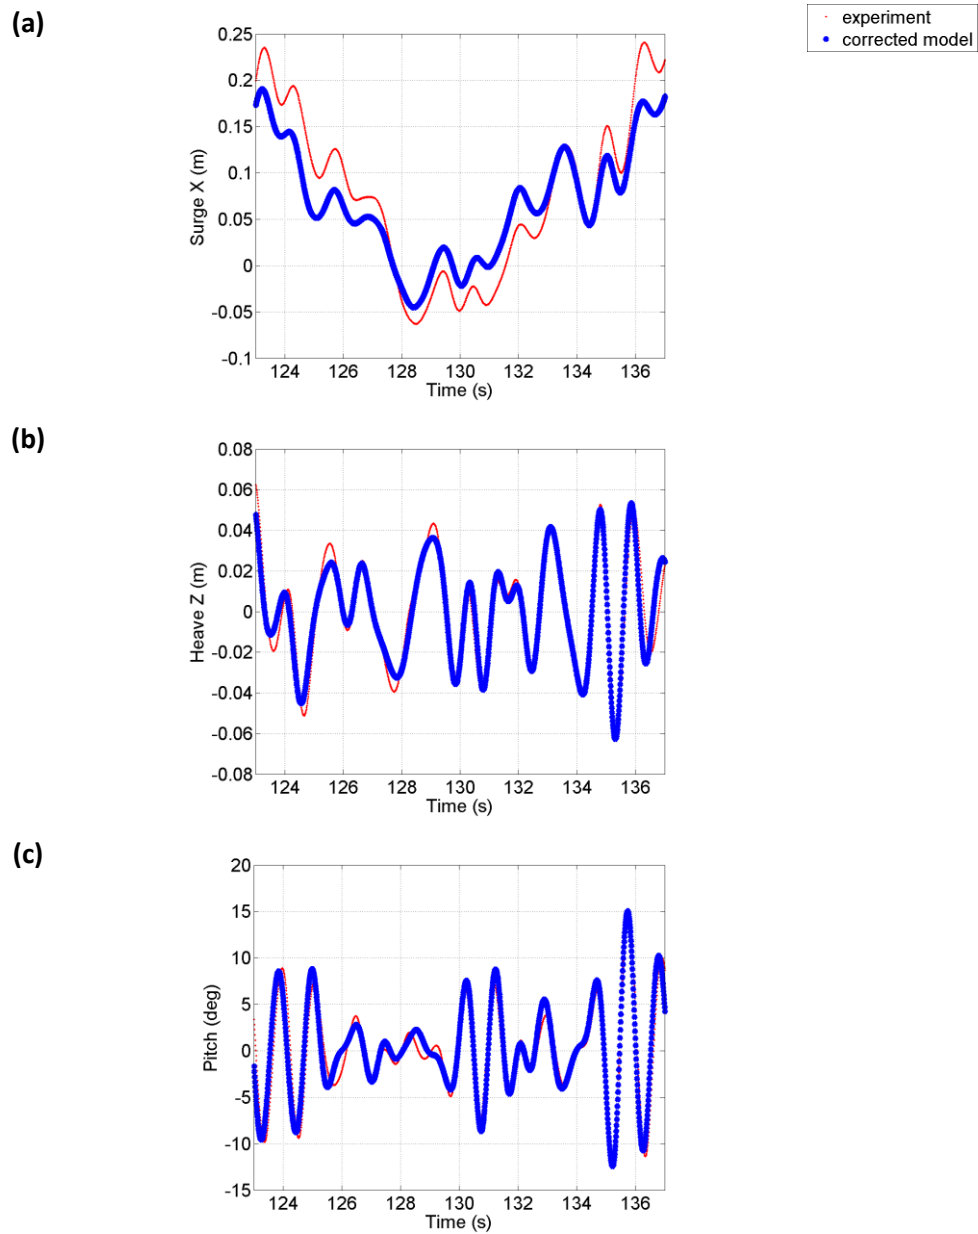 (a)
experiment
corrected model
0.25
0.2
0.15
0.1
0.05
0
-0.05
-0.1
Surge X (m)
124 126 128 130 132 134 136
Time (s)
(b)
0.08
0.06
0.04
0.02
0
-0.02
-0.04
-0.06
-0.08
Heave Z (m)
124 126 128 130 132 134 136
Time (s)
(c)
20
15
10
5
0
-5
-10
-15
Pitch (deg)
124 126 128 130 132 134 136
Time (s)